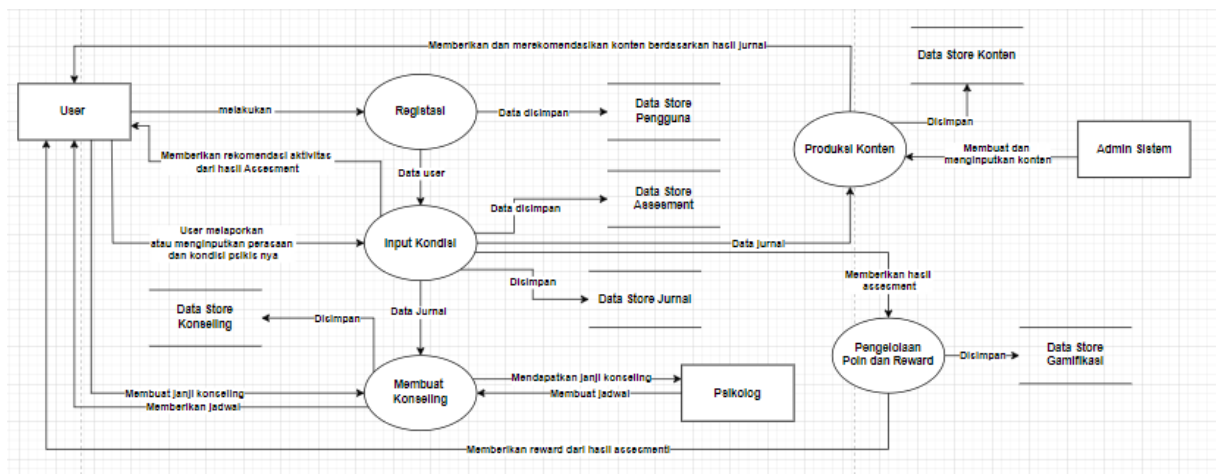 Memberikan dan merekomendasikan konten berdasarkan hasil jurnal
Data Store Konten
User
melakukan
Registasi
Data disimpan
Data Store
Pengguna
Disimpan
Produksi Konten
Membuat dan
menginputkan konten
Admin Sistem
Memberikan rekomendasi aktivitas
dari hasil Assesment
Data user
Data disimpan
Data Store
Assesment
User melaporkan
atau menginputkan perasaan
dan kondisi psikis nya
Input Kondisi
Data jurnal
Memberikan hasil
assesment
Disimpan
Data Store Jurnal
Data Store
Konseling
Disimpan
Data Jurnal
Pengelolaan
Poin dan Reward
Disimpan
Data Store
Gamifikasi
Membuat janji konseling
Memberikan jadwal
Membuat
Konseling
Mendapatkan janji konseling
Membuat jadwal
Psikolog
Memberikan reward dari hasil assesmenti